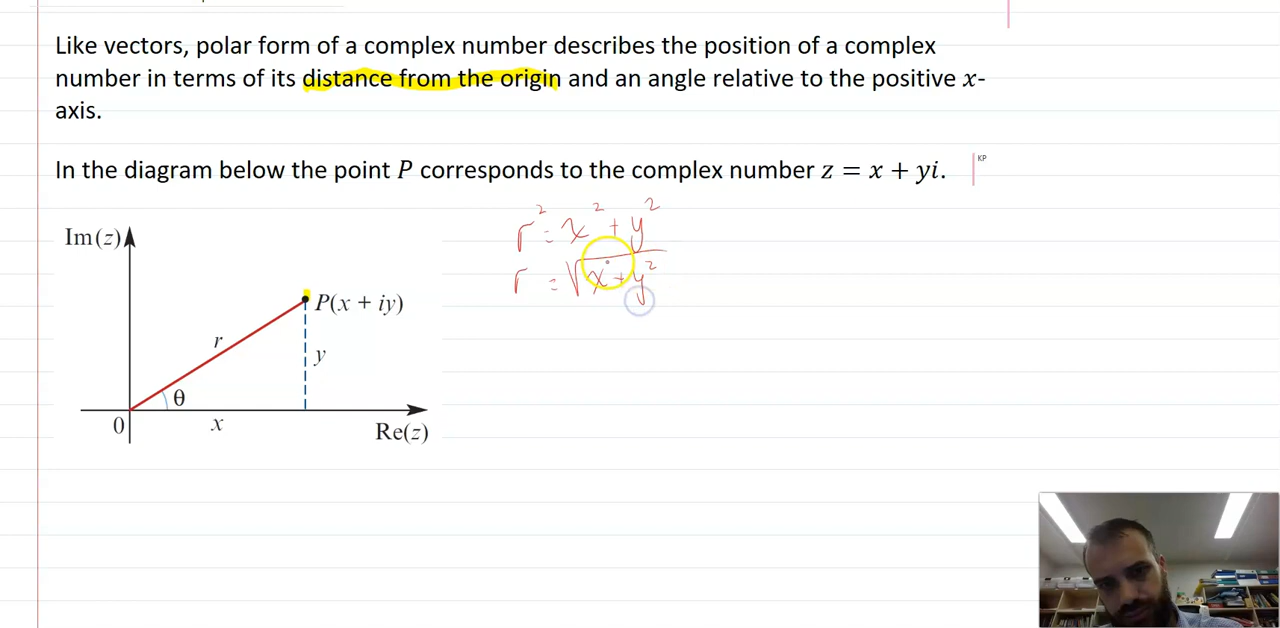 Like vectors, polar form of a complex number describes the position of a complex
number in terms of its distance from the origin and an angle relative to the positive x-
axis.
In the diagram below the point P corresponds to the complex number z = x + yi.
KP
r² = x² + y²
r = √x² + y²
Im(z)
P(x + iy)
r
y
θ
0
x
Re(z)